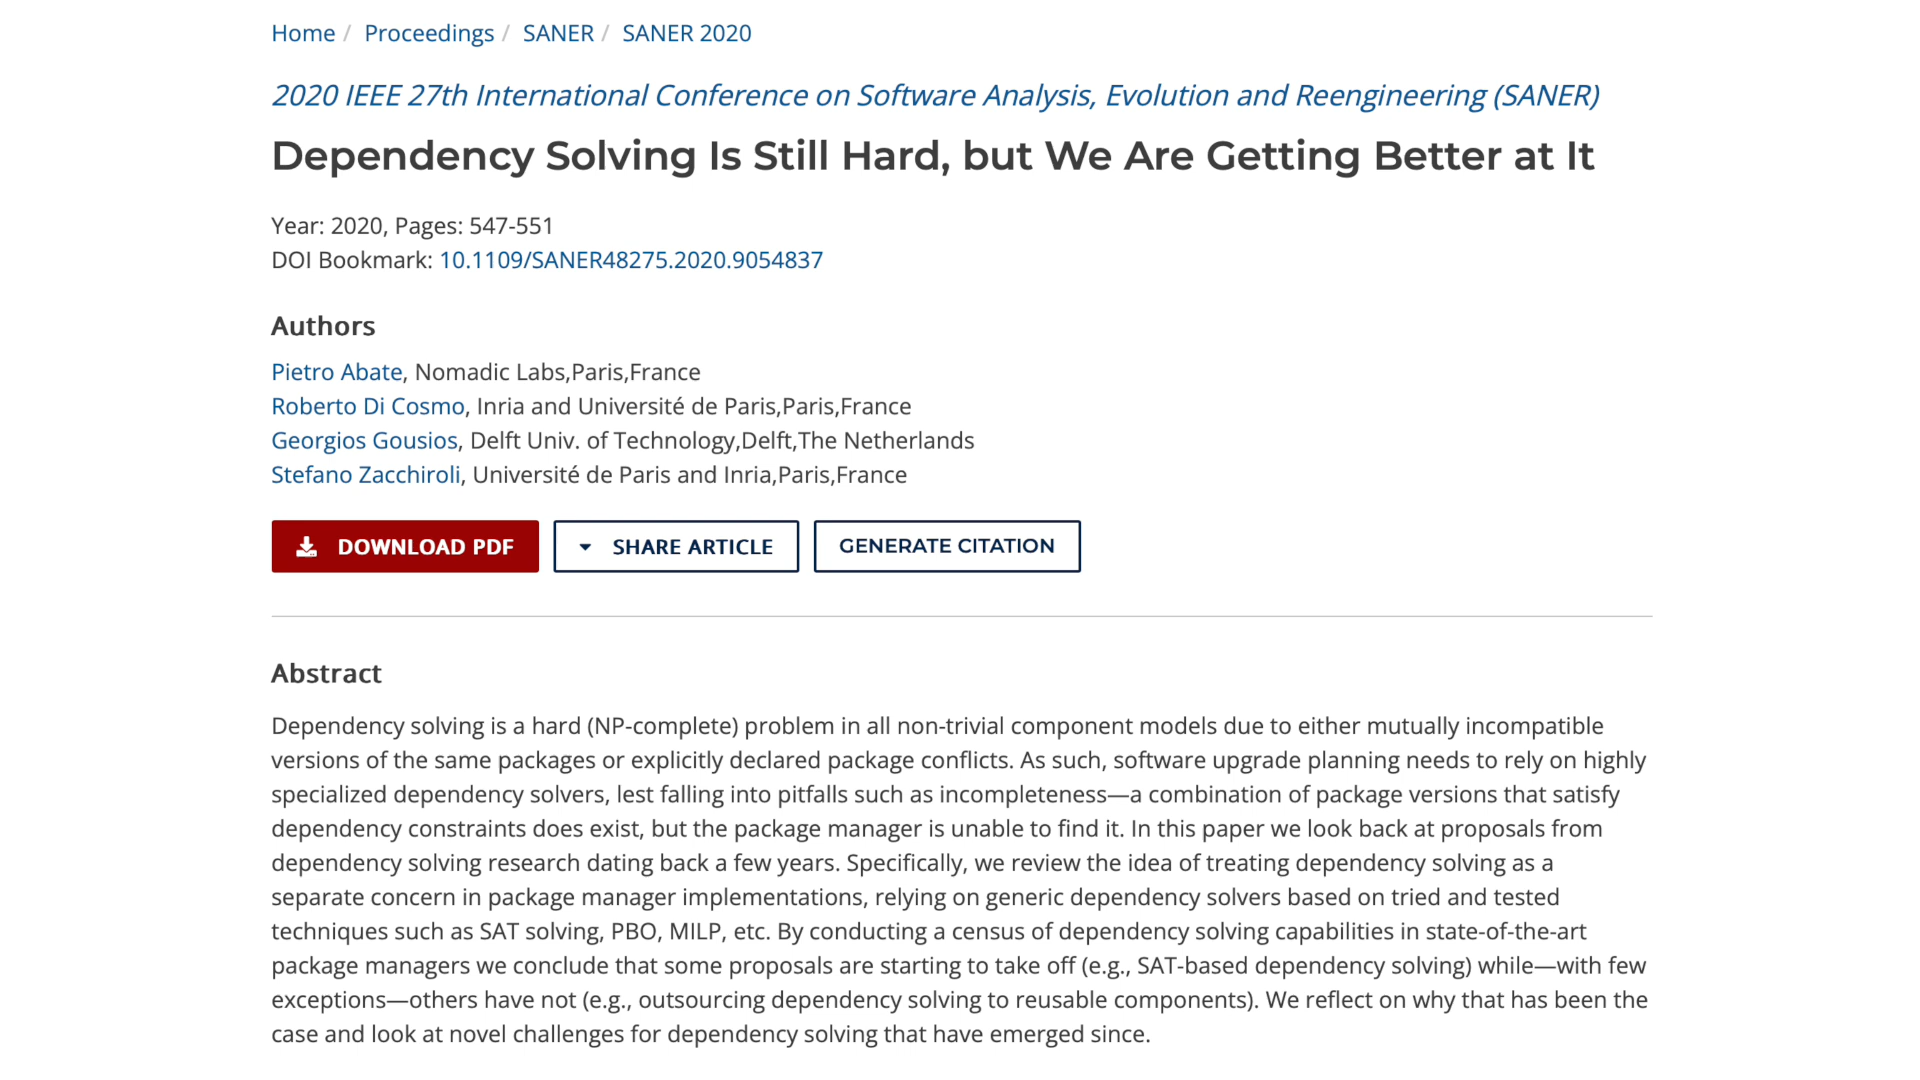 Home / Proceedings / SANER / SANER 2020
2020 IEEE 27th International Conference on Software Analysis, Evolution and Reengineering (SANER)
Dependency Solving Is Still Hard, but We Are Getting Better at It
Year: 2020, Pages: 547-551
DOI Bookmark: 10.1109/SANER48275.2020.9054837
Authors
Pietro Abate, Nomadic Labs,Paris,France
Roberto Di Cosmo, Inria and Université de Paris,Paris,France
Georgios Gousios, Delft Univ. of Technology,Delft,The Netherlands
Stefano Zacchiroli, Université de Paris and Inria,Paris,France
DOWNLOAD PDF SHARE ARTICLE GENERATE CITATION
Abstract
Dependency solving is a hard (NP-complete) problem in all non-trivial component models due to either mutually incompatible
versions of the same packages or explicitly declared package conflicts. As such, software upgrade planning needs to rely on highly
specialized dependency solvers, lest falling into pitfalls such as incompleteness—a combination of package versions that satisfy
dependency constraints does exist, but the package manager is unable to find it. In this paper we look back at proposals from
dependency solving research dating back a few years. Specifically, we review the idea of treating dependency solving as a
separate concern in package manager implementations, relying on generic dependency solvers based on tried and tested
techniques such as SAT solving, PBO, MILP, etc. By conducting a census of dependency solving capabilities in state-of-the-art
package managers we conclude that some proposals are starting to take off (e.g., SAT-based dependency solving) while—with few
exceptions—others have not (e.g., outsourcing dependency solving to reusable components). We reflect on why that has been the
case and look at novel challenges for dependency solving that have emerged since.